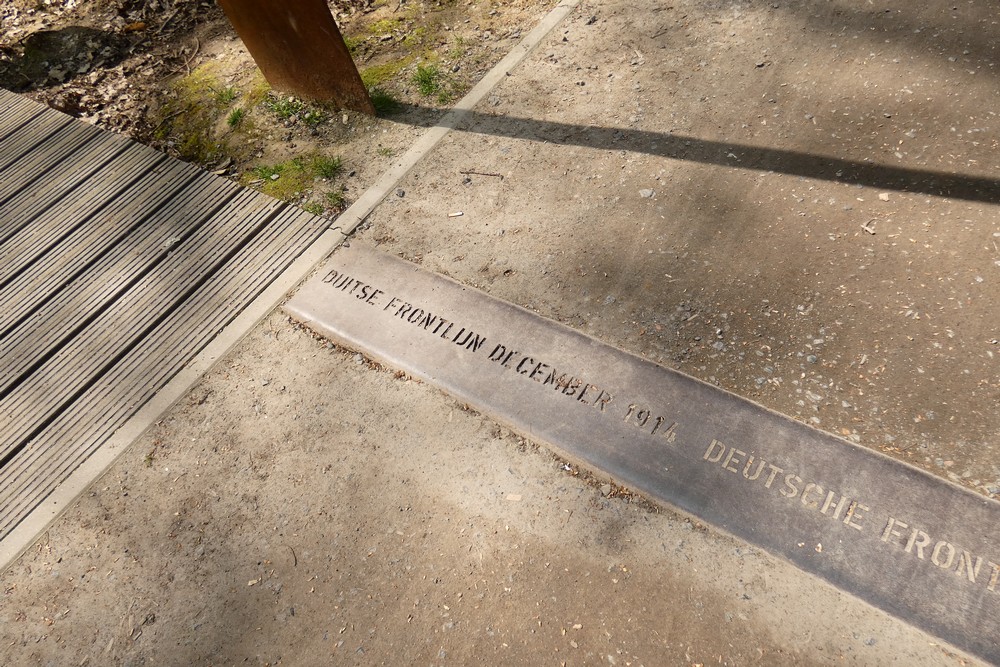 DUITSE FRONTLIJN DECEMBER 1914 DEUTSCHE FRONT